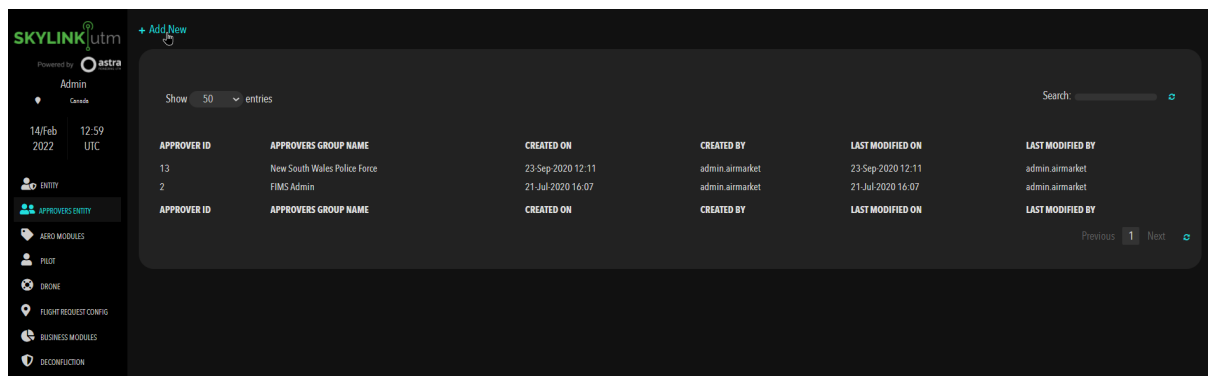 SKYLINK utm
Powered by astra
Admin
Canada
14/Feb 2022
12:59 UTC
ENTITY
APPROVERS ENTITY
AERO MODULES
PILOT
DRONE
FLIGHT REQUEST CONFIG
BUSINESS MODULES
DECONFLICTION
+ Add New
Show 50 entries
Search:
APPROVER ID APPROVERS GROUP NAME CREATED ON CREATED BY LAST MODIFIED ON LAST MODIFIED BY
13 New South Wales Police Force 23-Sep-2020 12:11 admin.airmarket 23-Sep-2020 12:11 admin.airmarket
2 FIMS Admin 21-Jul-2020 16:07 admin.airmarket 21-Jul-2020 16:07 admin.airmarket
APPROVER ID APPROVERS GROUP NAME CREATED ON CREATED BY LAST MODIFIED ON LAST MODIFIED BY
Previous 1 Next